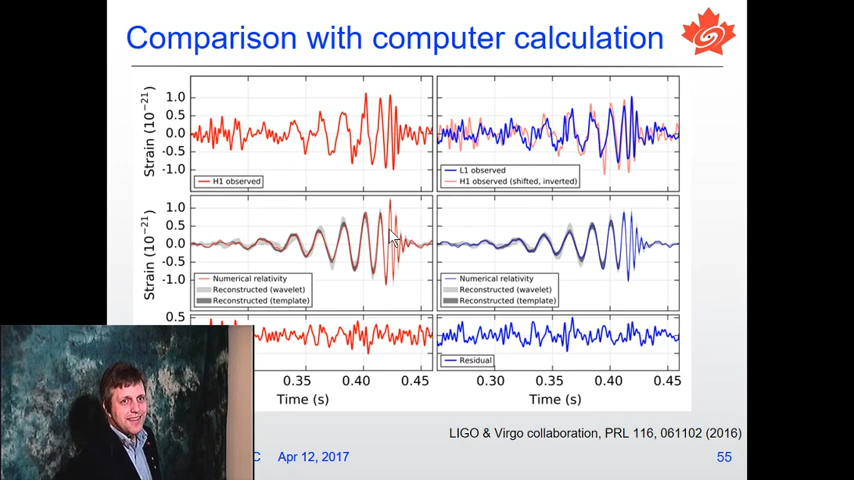 Comparison with computer calculation
Strain (10⁻²¹)
1.0
0.5
0.0
-0.5
-1.0
H1 observed
L1 observed
H1 observed (shifted, inverted)
Strain (10⁻²¹)
1.0
0.5
0.0
-0.5
-1.0
Numerical relativity
Reconstructed (wavelet)
Reconstructed (template)
Numerical relativity
Reconstructed (wavelet)
Reconstructed (template)
0.5
Residual
0.35 0.40 0.45
0.30 0.35 0.40 0.45
Time (s)
Time (s)
LIGO & Virgo collaboration, PRL 116, 061102 (2016)
C Apr 12, 2017
55